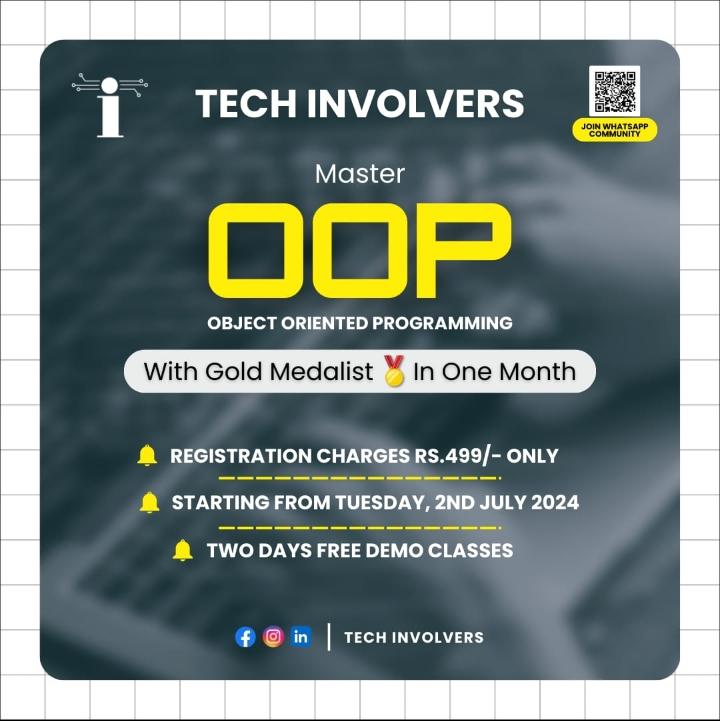 TECH INVOLVERS
JOIN WHATSAPP
COMMUNITY
Master
OOP
OBJECT ORIENTED PROGRAMMING
With Gold Medalist 🏅 In One Month
REGISTRATION CHARGES RS.499/- ONLY
STARTING FROM TUESDAY, 2ND JULY 2024
TWO DAYS FREE DEMO CLASSES
TECH INVOLVERS